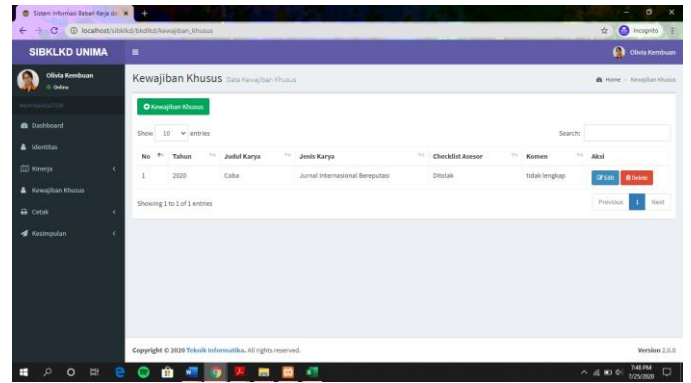 Sistem Informasi Beban Kerja do
localhost/sibklkd/bkdlkd/kewajiban_khusus
Incognito
SIBKLKD UNIMA
Olivia Kembuan
Olivia Kembuan
Online
Kewajiban Khusus Data Kewajiban Khusus
Home > Kewajiban Khusus
MAIN NAVIGATION
Dashboard
Identitas
Kinerja
Kewajiban Khusus
Cetak
Kesimpulan
Kewajiban Khusus
Show 10 entries
Search:
No Tahun Judul Karya Jenis Karya Checklist Asesor Komen Aksi
1 2020 Coba Jurnal Internasional Bereputasi Ditolak tidak lengkap Edit Delete
Showing 1 to 1 of 1 entries
Previous 1 Next
Copyright © 2020 Teknik Informatika. All rights reserved.
Version 2.0.0
7:48 PM
7/25/2020